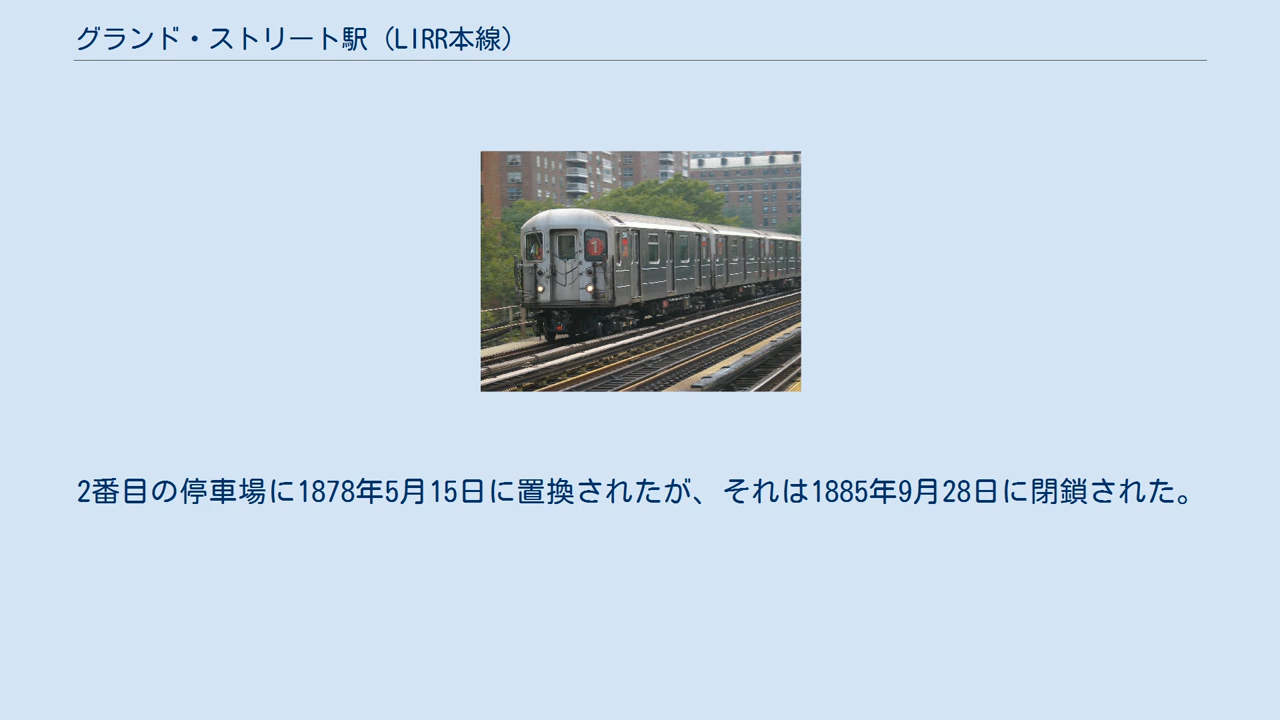 グランド・ストリート駅（LIRR本線）
1
2番目の停車場に1878年5月15日に置換されたが、それは1885年9月28日に閉鎖された。